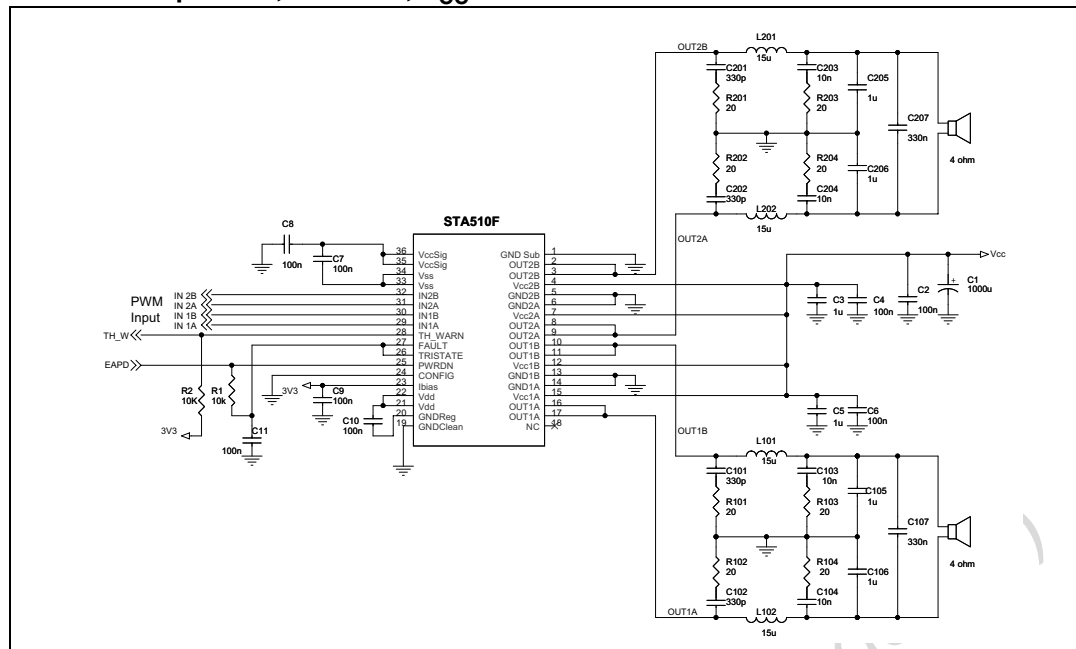 L201
15u
OUT2B
C201
330p
R201
20
C203
10n
R203
20
C205
1u
C207
330n
4 ohm
R202
20
C202
330p
R204
20
C204
10n
C206
1u
L202
15u
OUT2A
STA510F
C8
100n
C7
100n
36 VccSig
35 VccSig
34 Vss
33 Vss
32 IN2B
31 IN2A
30 IN1B
29 IN1A
28 TH_WARN
27 FAULT
26 TRISTATE
25 PWRDN
24 CONFIG
23 Ibias
22 Vdd
21 Vdd
20 GNDReg
19 GNDClean
GND Sub 1
OUT2B 2
OUT2B 3
Vcc2B 4
GND2B 5
GND2A 6
Vcc2A 7
OUT2A 8
OUT2A 9
OUT1B 10
OUT1B 11
Vcc1B 12
GND1B 13
GND1A 14
Vcc1A 15
OUT1A 16
OUT1A 17
NC 18
PWM
Input
IN 2B
IN 2A
IN 1B
IN 1A
TH_W
EAPD
R2
10K
R1
10k
3V3
C11
100n
3V3
C9
100n
C10
100n
Vcc
C3
1u
C4
100n
C2
100n
C1
1000u
+
C5
1u
C6
100n
OUT1B
L101
15u
C101
330p
R101
20
C103
10n
R103
20
C105
1u
C107
330n
4 ohm
R102
20
C102
330p
R104
20
C104
10n
C106
1u
OUT1A
L102
15u